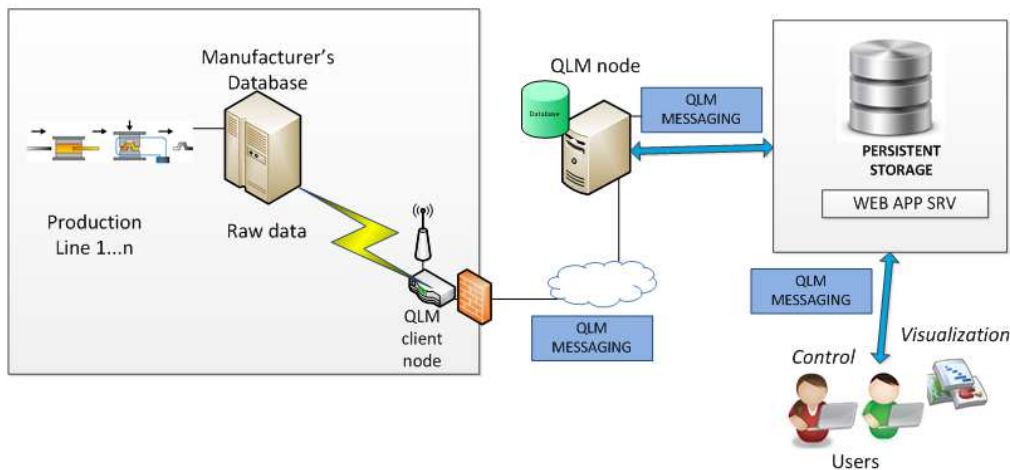 Manufacturer's
Database
Production
Line 1...n
Raw data
QLM
client
node
QLM
MESSAGING
QLM node
Database
QLM
MESSAGING
PERSISTENT
STORAGE
WEB APP SRV
QLM
MESSAGING
Visualization
Control
Users